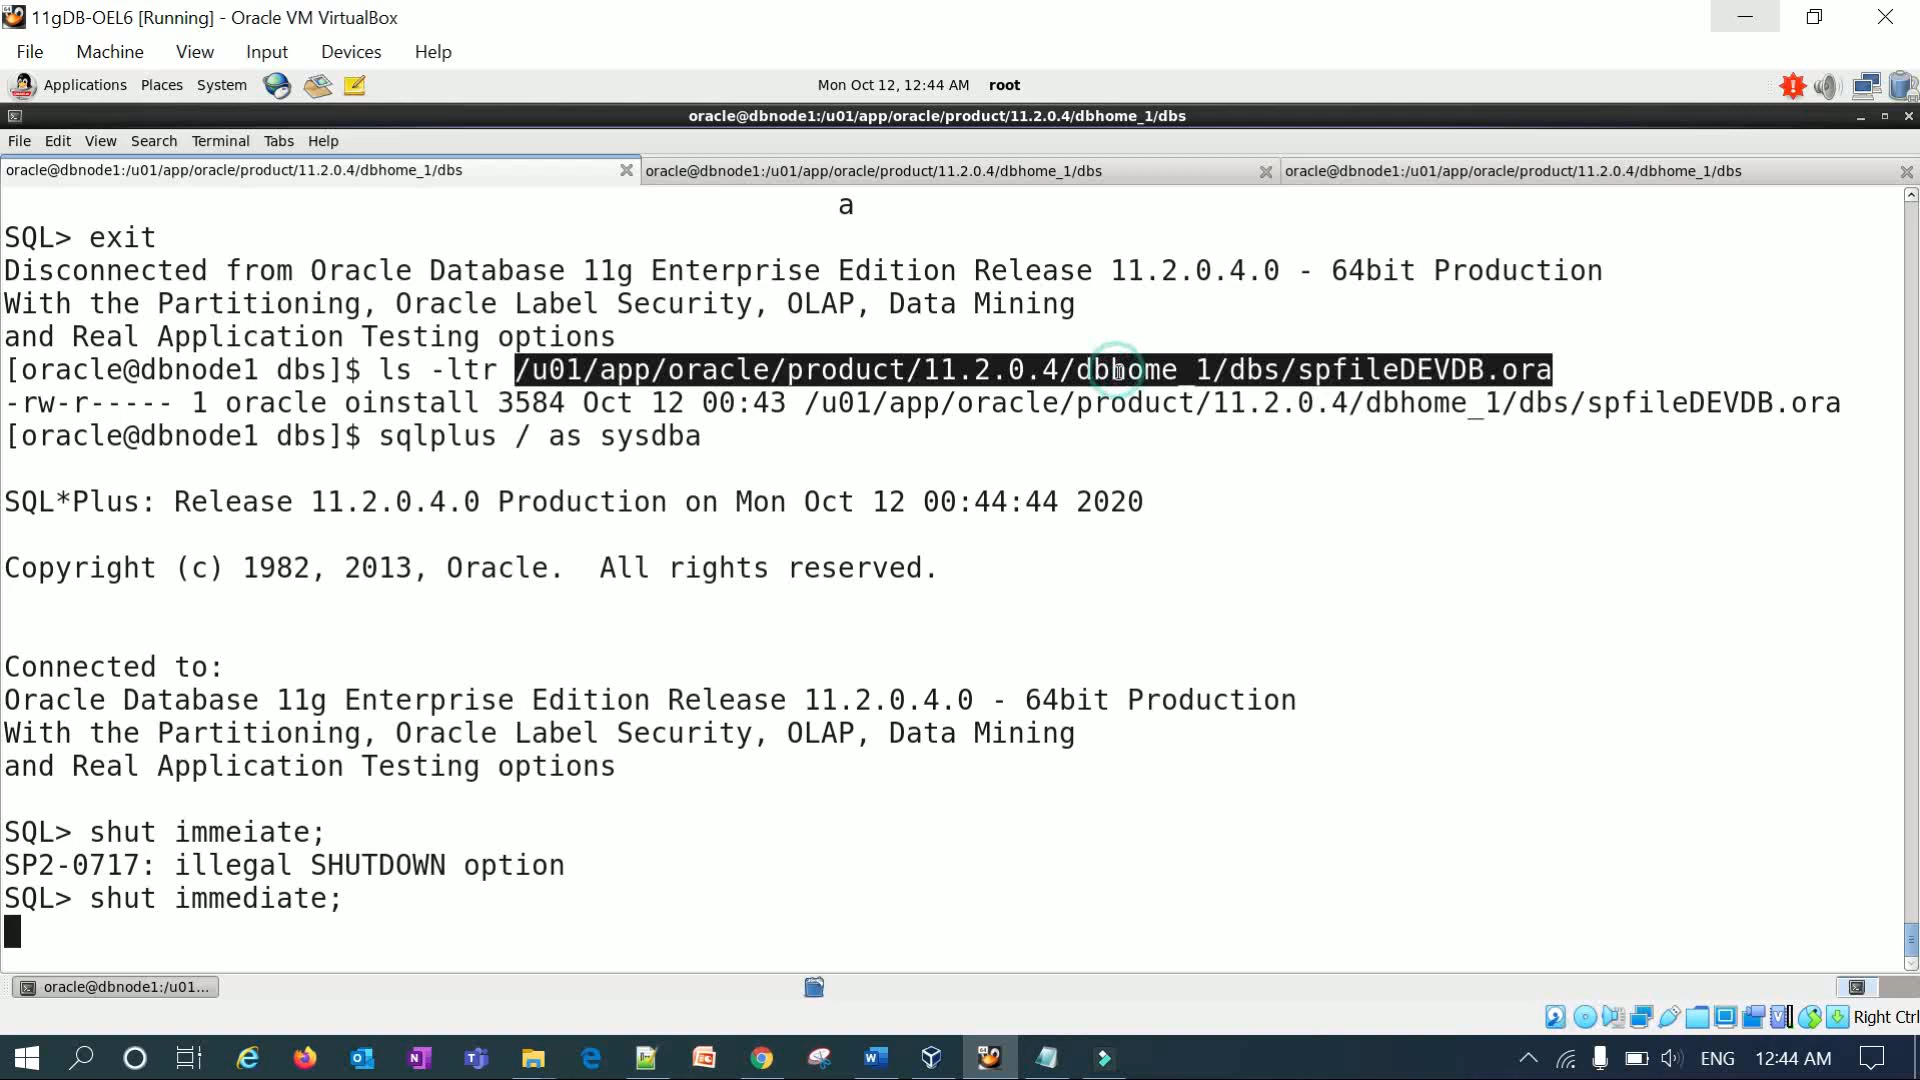 11gDB-OEL6 [Running] - Oracle VM VirtualBox
File Machine View Input Devices Help
Applications Places System Mon Oct 12, 12:44 AM root
oracle@dbnode1:/u01/app/oracle/product/11.2.0.4/dbhome_1/dbs
File Edit View Search Terminal Tabs Help
oracle@dbnode1:/u01/app/oracle/product/11.2.0.4/dbhome_1/dbs oracle@dbnode1:/u01/app/oracle/product/11.2.0.4/dbhome_1/dbs oracle@dbnode1:/u01/app/oracle/product/11.2.0.4/dbhome_1/dbs
a
SQL> exit
Disconnected from Oracle Database 11g Enterprise Edition Release 11.2.0.4.0 - 64bit Production
With the Partitioning, Oracle Label Security, OLAP, Data Mining
and Real Application Testing options
[oracle@dbnode1 dbs]$ ls -ltr /u01/app/oracle/product/11.2.0.4/dbhome_1/dbs/spfileDEVDB.ora
-rw-r----- 1 oracle oinstall 3584 Oct 12 00:43 /u01/app/oracle/product/11.2.0.4/dbhome_1/dbs/spfileDEVDB.ora
[oracle@dbnode1 dbs]$ sqlplus / as sysdba
SQL*Plus: Release 11.2.0.4.0 Production on Mon Oct 12 00:44:44 2020
Copyright (c) 1982, 2013, Oracle.  All rights reserved.
Connected to:
Oracle Database 11g Enterprise Edition Release 11.2.0.4.0 - 64bit Production
With the Partitioning, Oracle Label Security, OLAP, Data Mining
and Real Application Testing options
SQL> shut immeiate;
SP2-0717: illegal SHUTDOWN option
SQL> shut immediate;
oracle@dbnode1:/u01...
Right Ctrl
ENG 12:44 AM